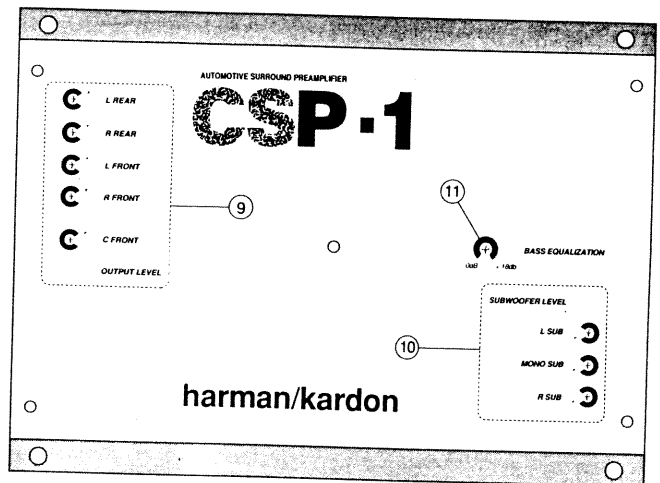 AUTOMOTIVE SURROUND PREAMPLIFIER
CSP·1
L REAR
R REAR
L FRONT
R FRONT
C FRONT
OUTPUT LEVEL
9
11
BASS EQUALIZATION
SUBWOOFER LEVEL
L SUB
MONO SUB
R SUB
10
harman/kardon